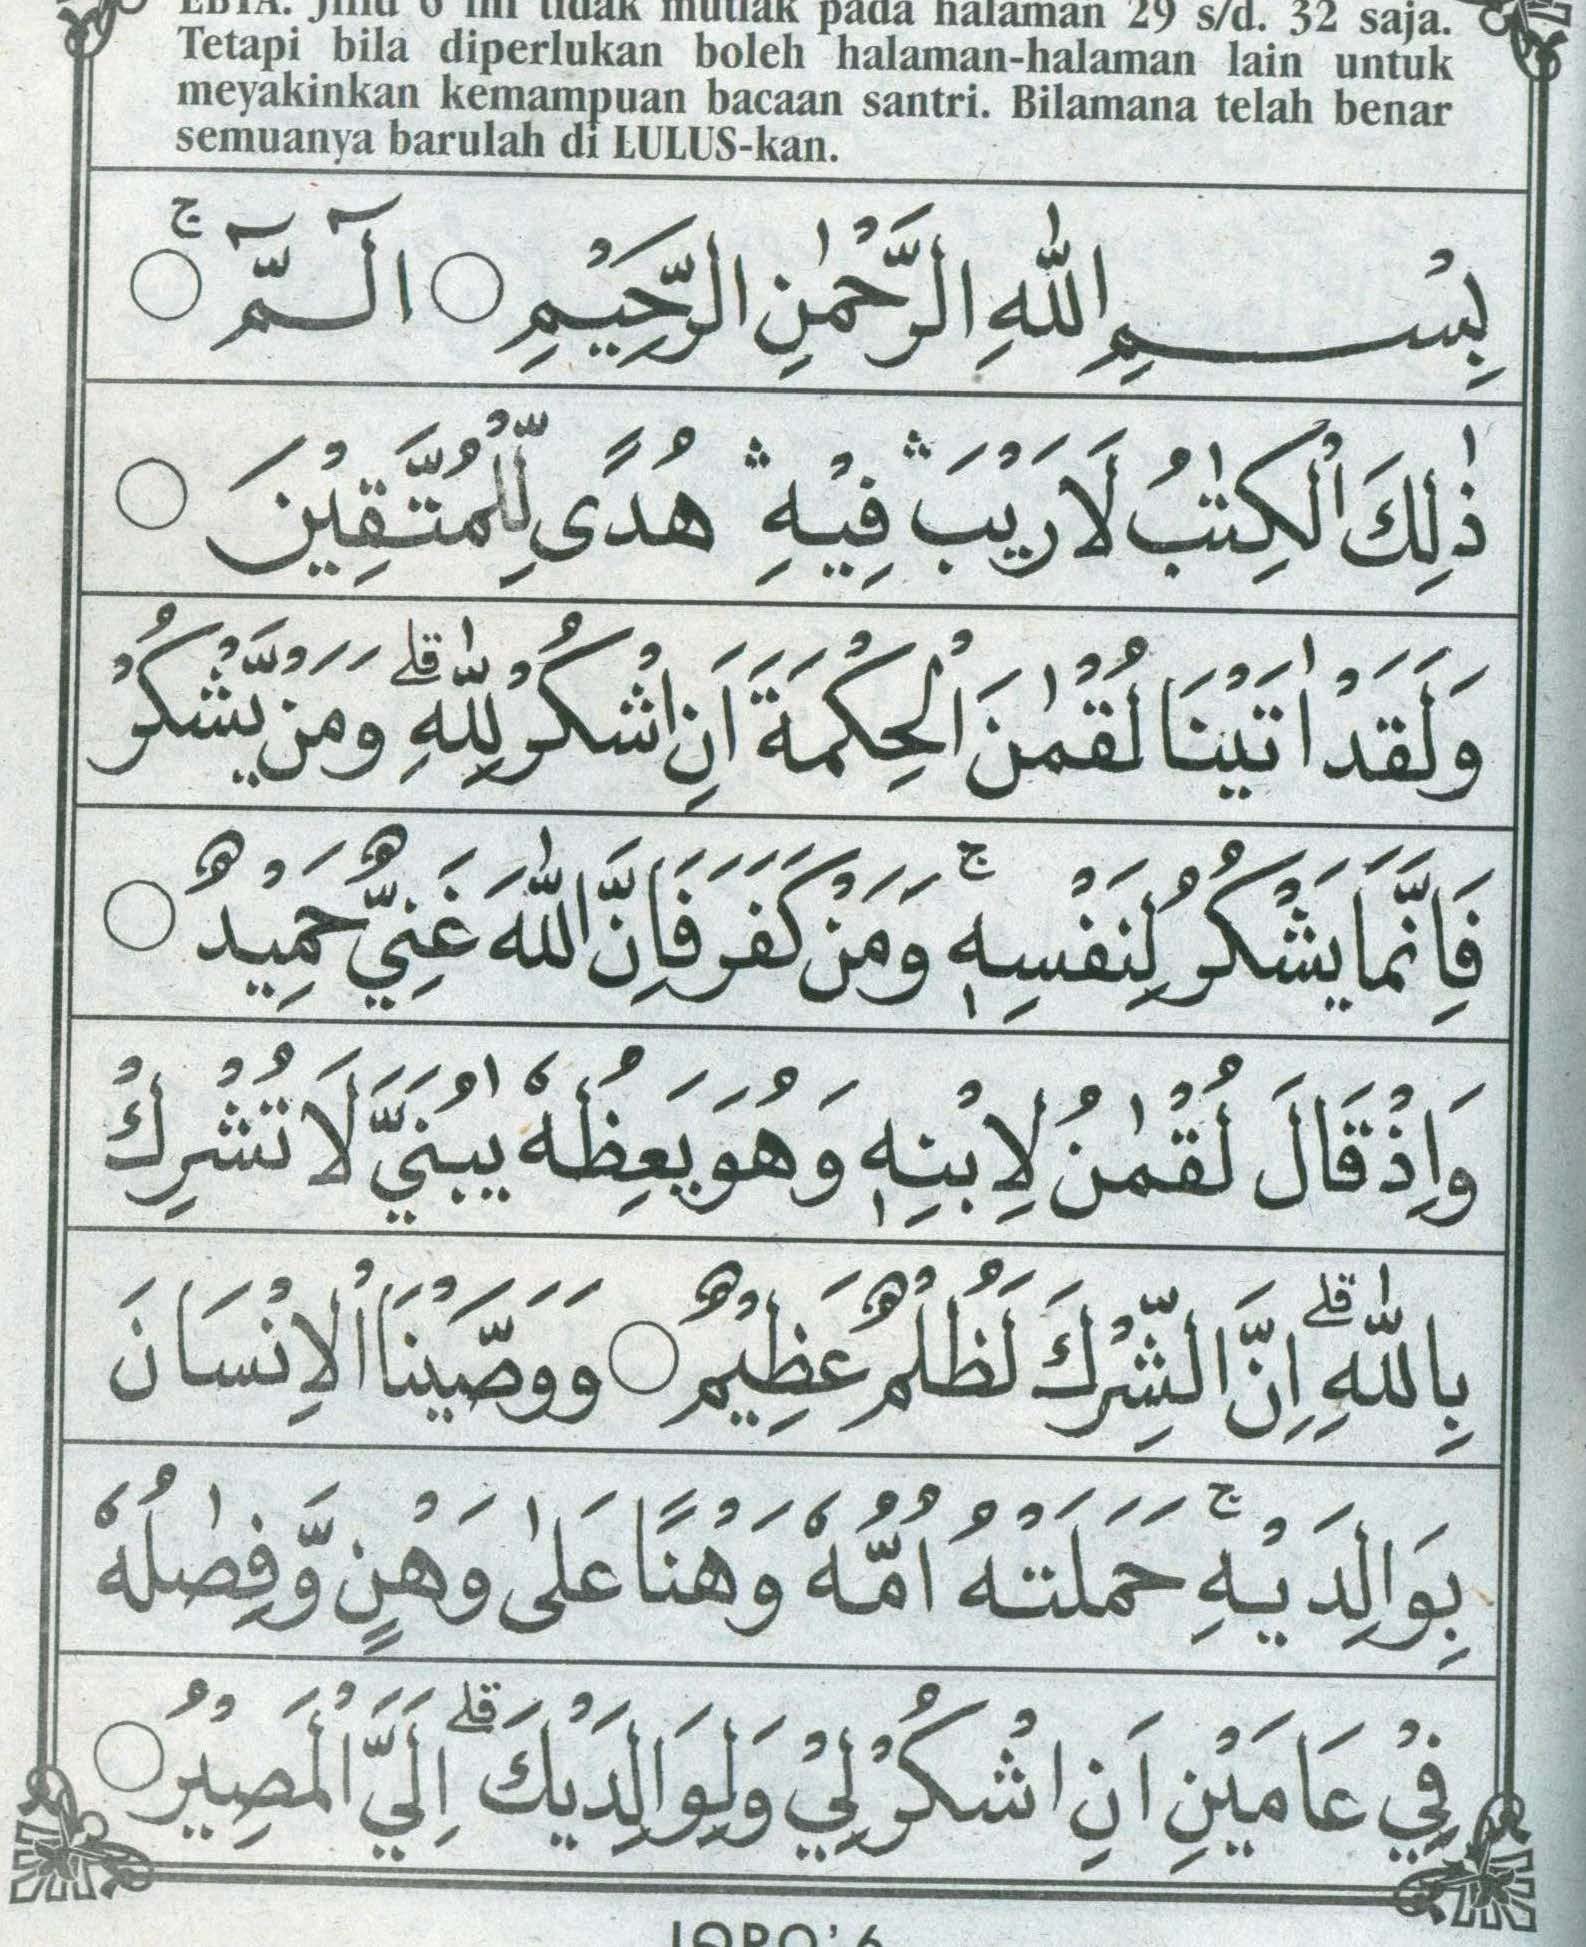 EBTA. Jilid 6 ini tidak mutlak pada halaman 29 s/d. 32 saja.
Tetapi bila diperlukan boleh halaman-halaman lain untuk
meyakinkan kemampuan bacaan santri. Bilamana telah benar
semuanya barulah di LULUS-kan.
بِسْــمِ اللّٰهِ الرَّحْمٰنِ الرَّحِيْمِ ○ الٓـمّٓ ۚ ○
ذٰلِكَ الْكِتٰبُ لَا رَيْبَ ۛ فِيْهِ ۛ هُدًى لِّلْمُتَّقِيْنَ ○
وَلَقَدْ اٰتَيْنَا لُقْمٰنَ الْحِكْمَةَ اَنِ اشْكُرْ لِلّٰهِ ۗ وَمَنْ يَّشْكُرْ
فَاِنَّمَا يَشْكُرُ لِنَفْسِهٖ ۚ وَمَنْ كَفَرَ فَاِنَّ اللّٰهَ غَنِيٌّ حَمِيْدٌ ○
وَاِذْ قَالَ لُقْمٰنُ لِابْنِهٖ وَهُوَ يَعِظُهٗ يٰبُنَيَّ لَا تُشْرِكْ
بِاللّٰهِ ۗ اِنَّ الشِّرْكَ لَظُلْمٌ عَظِيْمٌ ○ وَوَصَّيْنَا الْاِنْسَانَ
بِوَالِدَيْهِ ۚ حَمَلَتْهُ اُمُّهٗ وَهْنًا عَلٰى وَهْنٍ وَّفِصٰلُهٗ
فِيْ عَامَيْنِ اَنِ اشْكُرْ لِيْ وَلِوَالِدَيْكَ ۗ اِلَيَّ الْمَصِيْرُ ○
IQRO' 6